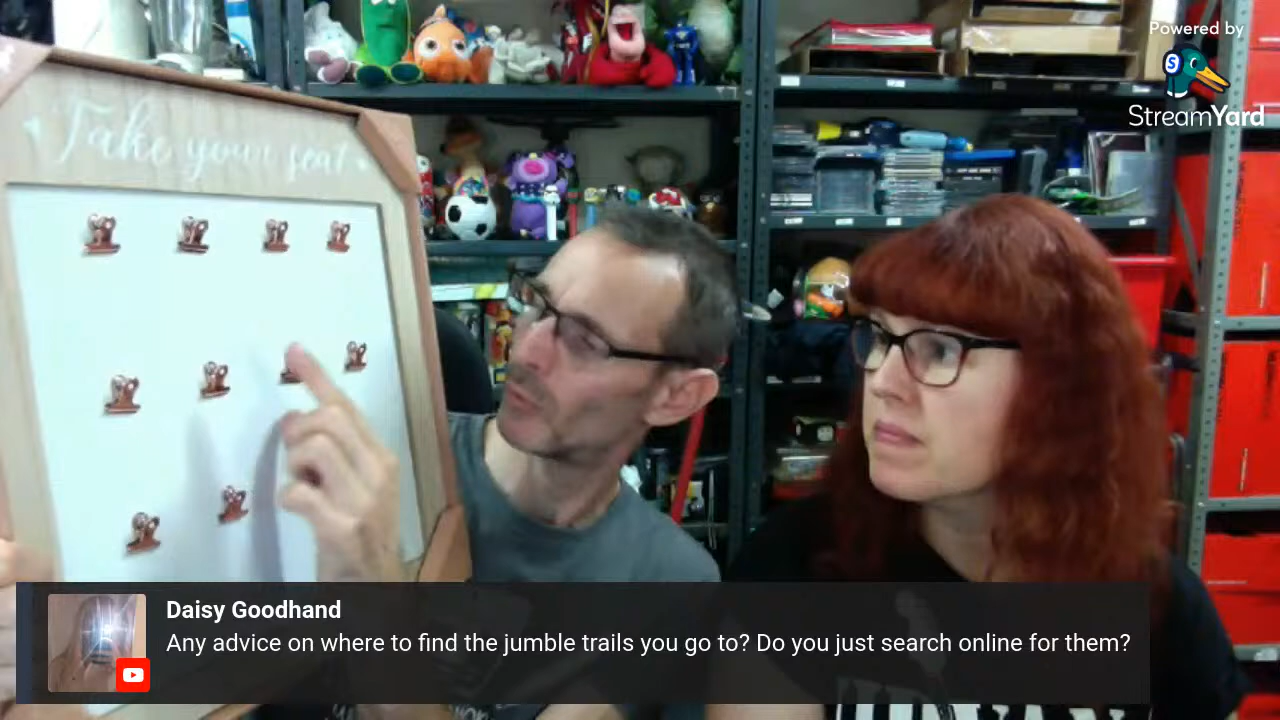 Powered by
S
StreamYard
Take your seat
Daisy Goodhand
Any advice on where to find the jumble trails you go to? Do you just search online for them?